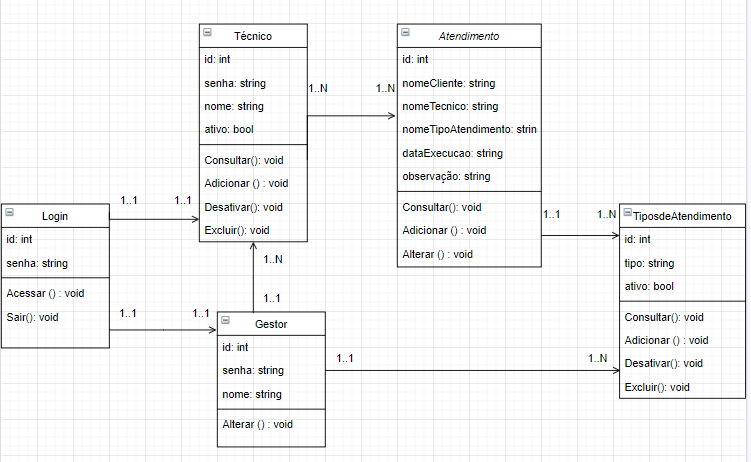 Técnico
id: int
senha: string
nome: string
ativo: bool
Consultar(): void
Adicionar () : void
Desativar(): void
Excluir(): void
1..N
1..N
Atendimento
id: int
nomeCliente: string
nomeTecnico: string
nomeTipoAtendimento: strin
dataExecucao: string
observação: string
Consultar(): void
Adicionar () : void
Alterar () : void
1..1
1..N
TiposdeAtendimento
id: int
tipo: string
ativo: bool
Consultar(): void
Adicionar () : void
Desativar(): void
Excluir(): void
Login
id: int
senha: string
Acessar () : void
Sair(): void
1..1
1..1
1..1
1..1
1..N
1..1
Gestor
id: int
senha: string
nome: string
Alterar () : void
1..1
1..N